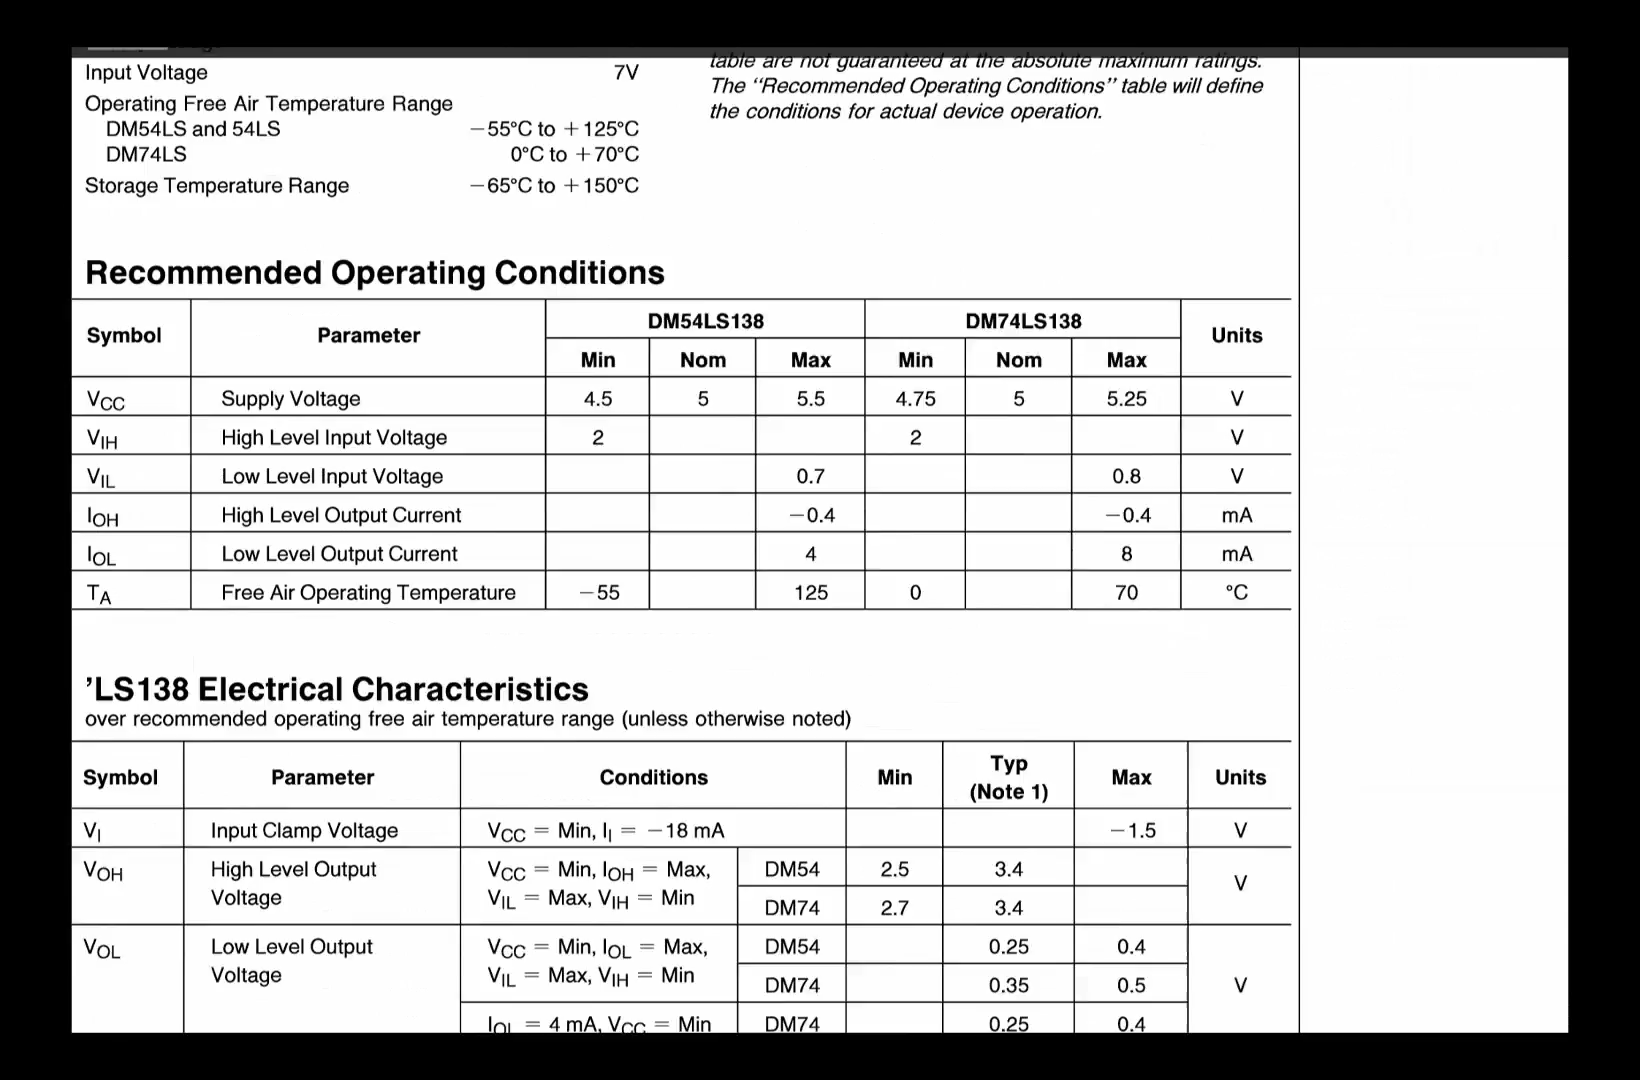 Input Voltage 7V
Operating Free Air Temperature Range
DM54LS and 54LS −55°C to +125°C
DM74LS 0°C to +70°C
Storage Temperature Range −65°C to +150°C
table are not guaranteed at the absolute maximum ratings.
The “Recommended Operating Conditions” table will define
the conditions for actual device operation.
Recommended Operating Conditions
Symbol Parameter DM54LS138 DM74LS138 Units
Min Nom Max Min Nom Max
VCC Supply Voltage 4.5 5 5.5 4.75 5 5.25 V
VIH High Level Input Voltage 2 2 V
VIL Low Level Input Voltage 0.7 0.8 V
IOH High Level Output Current −0.4 −0.4 mA
IOL Low Level Output Current 4 8 mA
TA Free Air Operating Temperature −55 125 0 70 °C
’LS138 Electrical Characteristics
over recommended operating free air temperature range (unless otherwise noted)
Symbol Parameter Conditions Min Typ (Note 1) Max Units
VI Input Clamp Voltage VCC = Min, II = −18 mA −1.5 V
VOH High Level Output VCC = Min, IOH = Max, DM54 2.5 3.4 V
Voltage VIL = Max, VIH = Min DM74 2.7 3.4
VOL Low Level Output VCC = Min, IOL = Max, DM54 0.25 0.4
Voltage VIL = Max, VIH = Min DM74 0.35 0.5 V
IOL = 4 mA, VCC = Min DM74 0.25 0.4